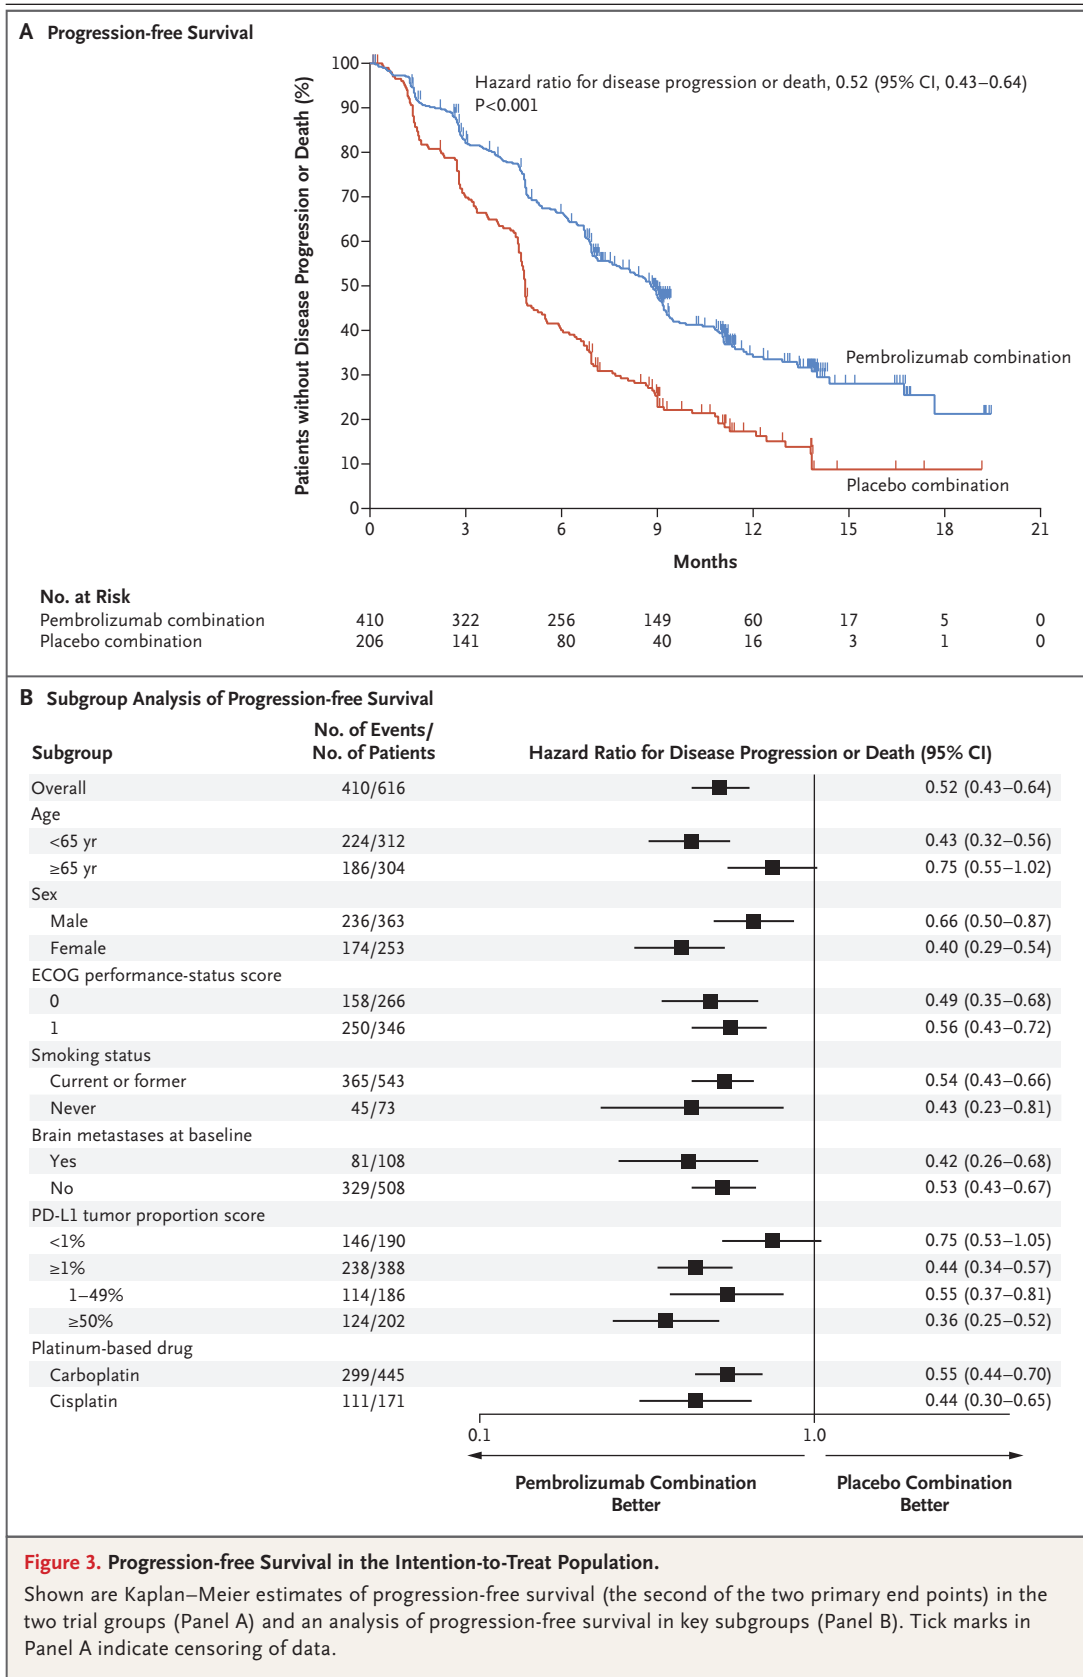 A Progression-free Survival
Patients without Disease Progression or Death (%)
100
90
80
70
60
50
40
30
20
10
0
Hazard ratio for disease progression or death, 0.52 (95% CI, 0.43–0.64)
P<0.001
Pembrolizumab combination
Placebo combination
0 3 6 9 12 15 18 21
Months
No. at Risk
Pembrolizumab combination 410 322 256 149 60 17 5 0
Placebo combination 206 141 80 40 16 3 1 0
B Subgroup Analysis of Progression-free Survival
Subgroup No. of Events/ No. of Patients Hazard Ratio for Disease Progression or Death (95% CI)
Overall 410/616 0.52 (0.43–0.64)
Age
<65 yr 224/312 0.43 (0.32–0.56)
≥65 yr 186/304 0.75 (0.55–1.02)
Sex
Male 236/363 0.66 (0.50–0.87)
Female 174/253 0.40 (0.29–0.54)
ECOG performance-status score
0 158/266 0.49 (0.35–0.68)
1 250/346 0.56 (0.43–0.72)
Smoking status
Current or former 365/543 0.54 (0.43–0.66)
Never 45/73 0.43 (0.23–0.81)
Brain metastases at baseline
Yes 81/108 0.42 (0.26–0.68)
No 329/508 0.53 (0.43–0.67)
PD-L1 tumor proportion score
<1% 146/190 0.75 (0.53–1.05)
≥1% 238/388 0.44 (0.34–0.57)
1–49% 114/186 0.55 (0.37–0.81)
≥50% 124/202 0.36 (0.25–0.52)
Platinum-based drug
Carboplatin 299/445 0.55 (0.44–0.70)
Cisplatin 111/171 0.44 (0.30–0.65)
0.1 1.0
Pembrolizumab Combination Better
Placebo Combination Better
Figure 3. Progression-free Survival in the Intention-to-Treat Population.
Shown are Kaplan–Meier estimates of progression-free survival (the second of the two primary end points) in the
two trial groups (Panel A) and an analysis of progression-free survival in key subgroups (Panel B). Tick marks in
Panel A indicate censoring of data.